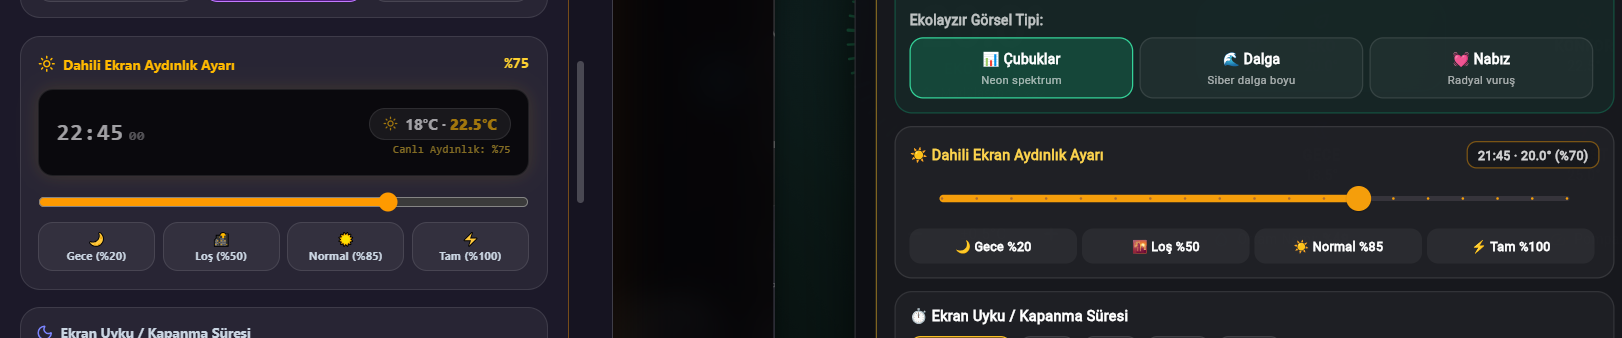 Dahili Ekran Aydınlık Ayarı
%75
22:45 00
18°C · 22.5°C
Canlı Aydınlık: %75
Gece (%20)
Loş (%50)
Normal (%85)
Tam (%100)
Ekran Uyku / Kapanma Süresi
Ekolayzır Görsel Tipi:
Çubuklar
Neon spektrum
Dalga
Siber dalga boyu
Nabız
Radyal vuruş
Dahili Ekran Aydınlık Ayarı
21:45 · 20.0° (%70)
Gece %20
Loş %50
Normal %85
Tam %100
Ekran Uyku / Kapanma Süresi